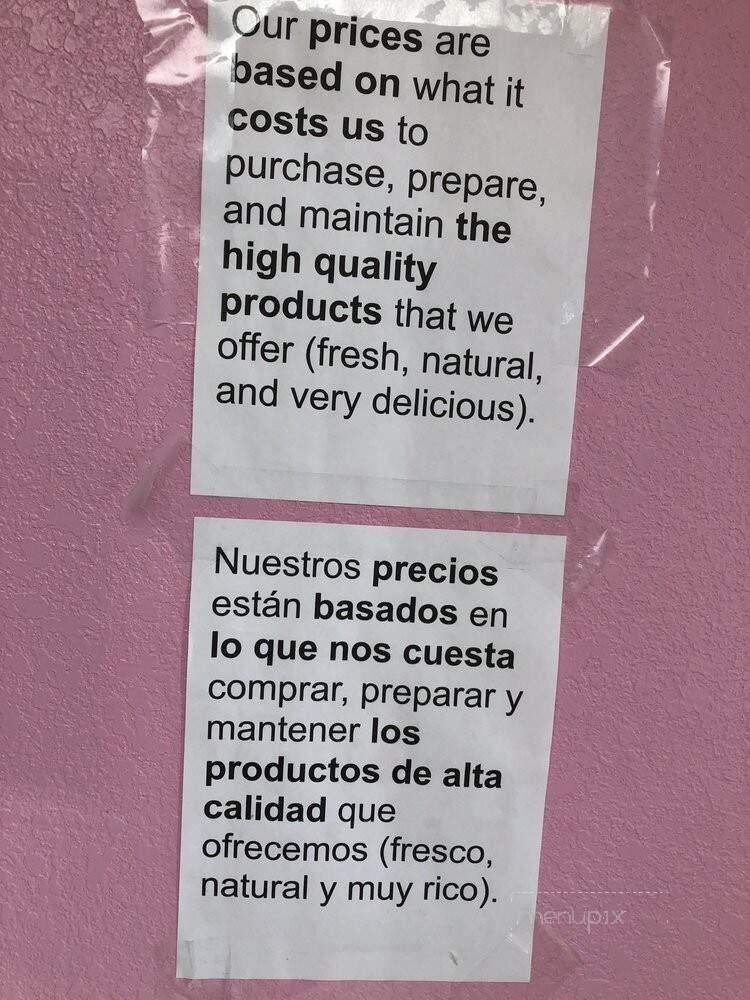 Our prices are
based on what it
costs us to
purchase, prepare,
and maintain the
high quality
products that we
offer (fresh, natural,
and very delicious).
Nuestros precios
están basados en
lo que nos cuesta
comprar, preparar y
mantener los
productos de alta
calidad que
ofrecemos (fresco,
natural y muy rico).
menupix